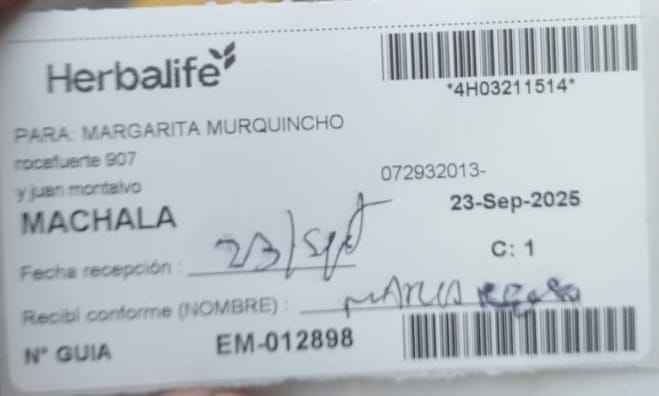 Herbalife
*4H03211514*
PARA: MARGARITA MURQUINCHO
rocafuerte 907
y juan montalvo
072932013-
MACHALA
23-Sep-2025
Fecha recepción : 23/Sept
C: 1
Recibí conforme (NOMBRE) :
N° GUIA
EM-012898